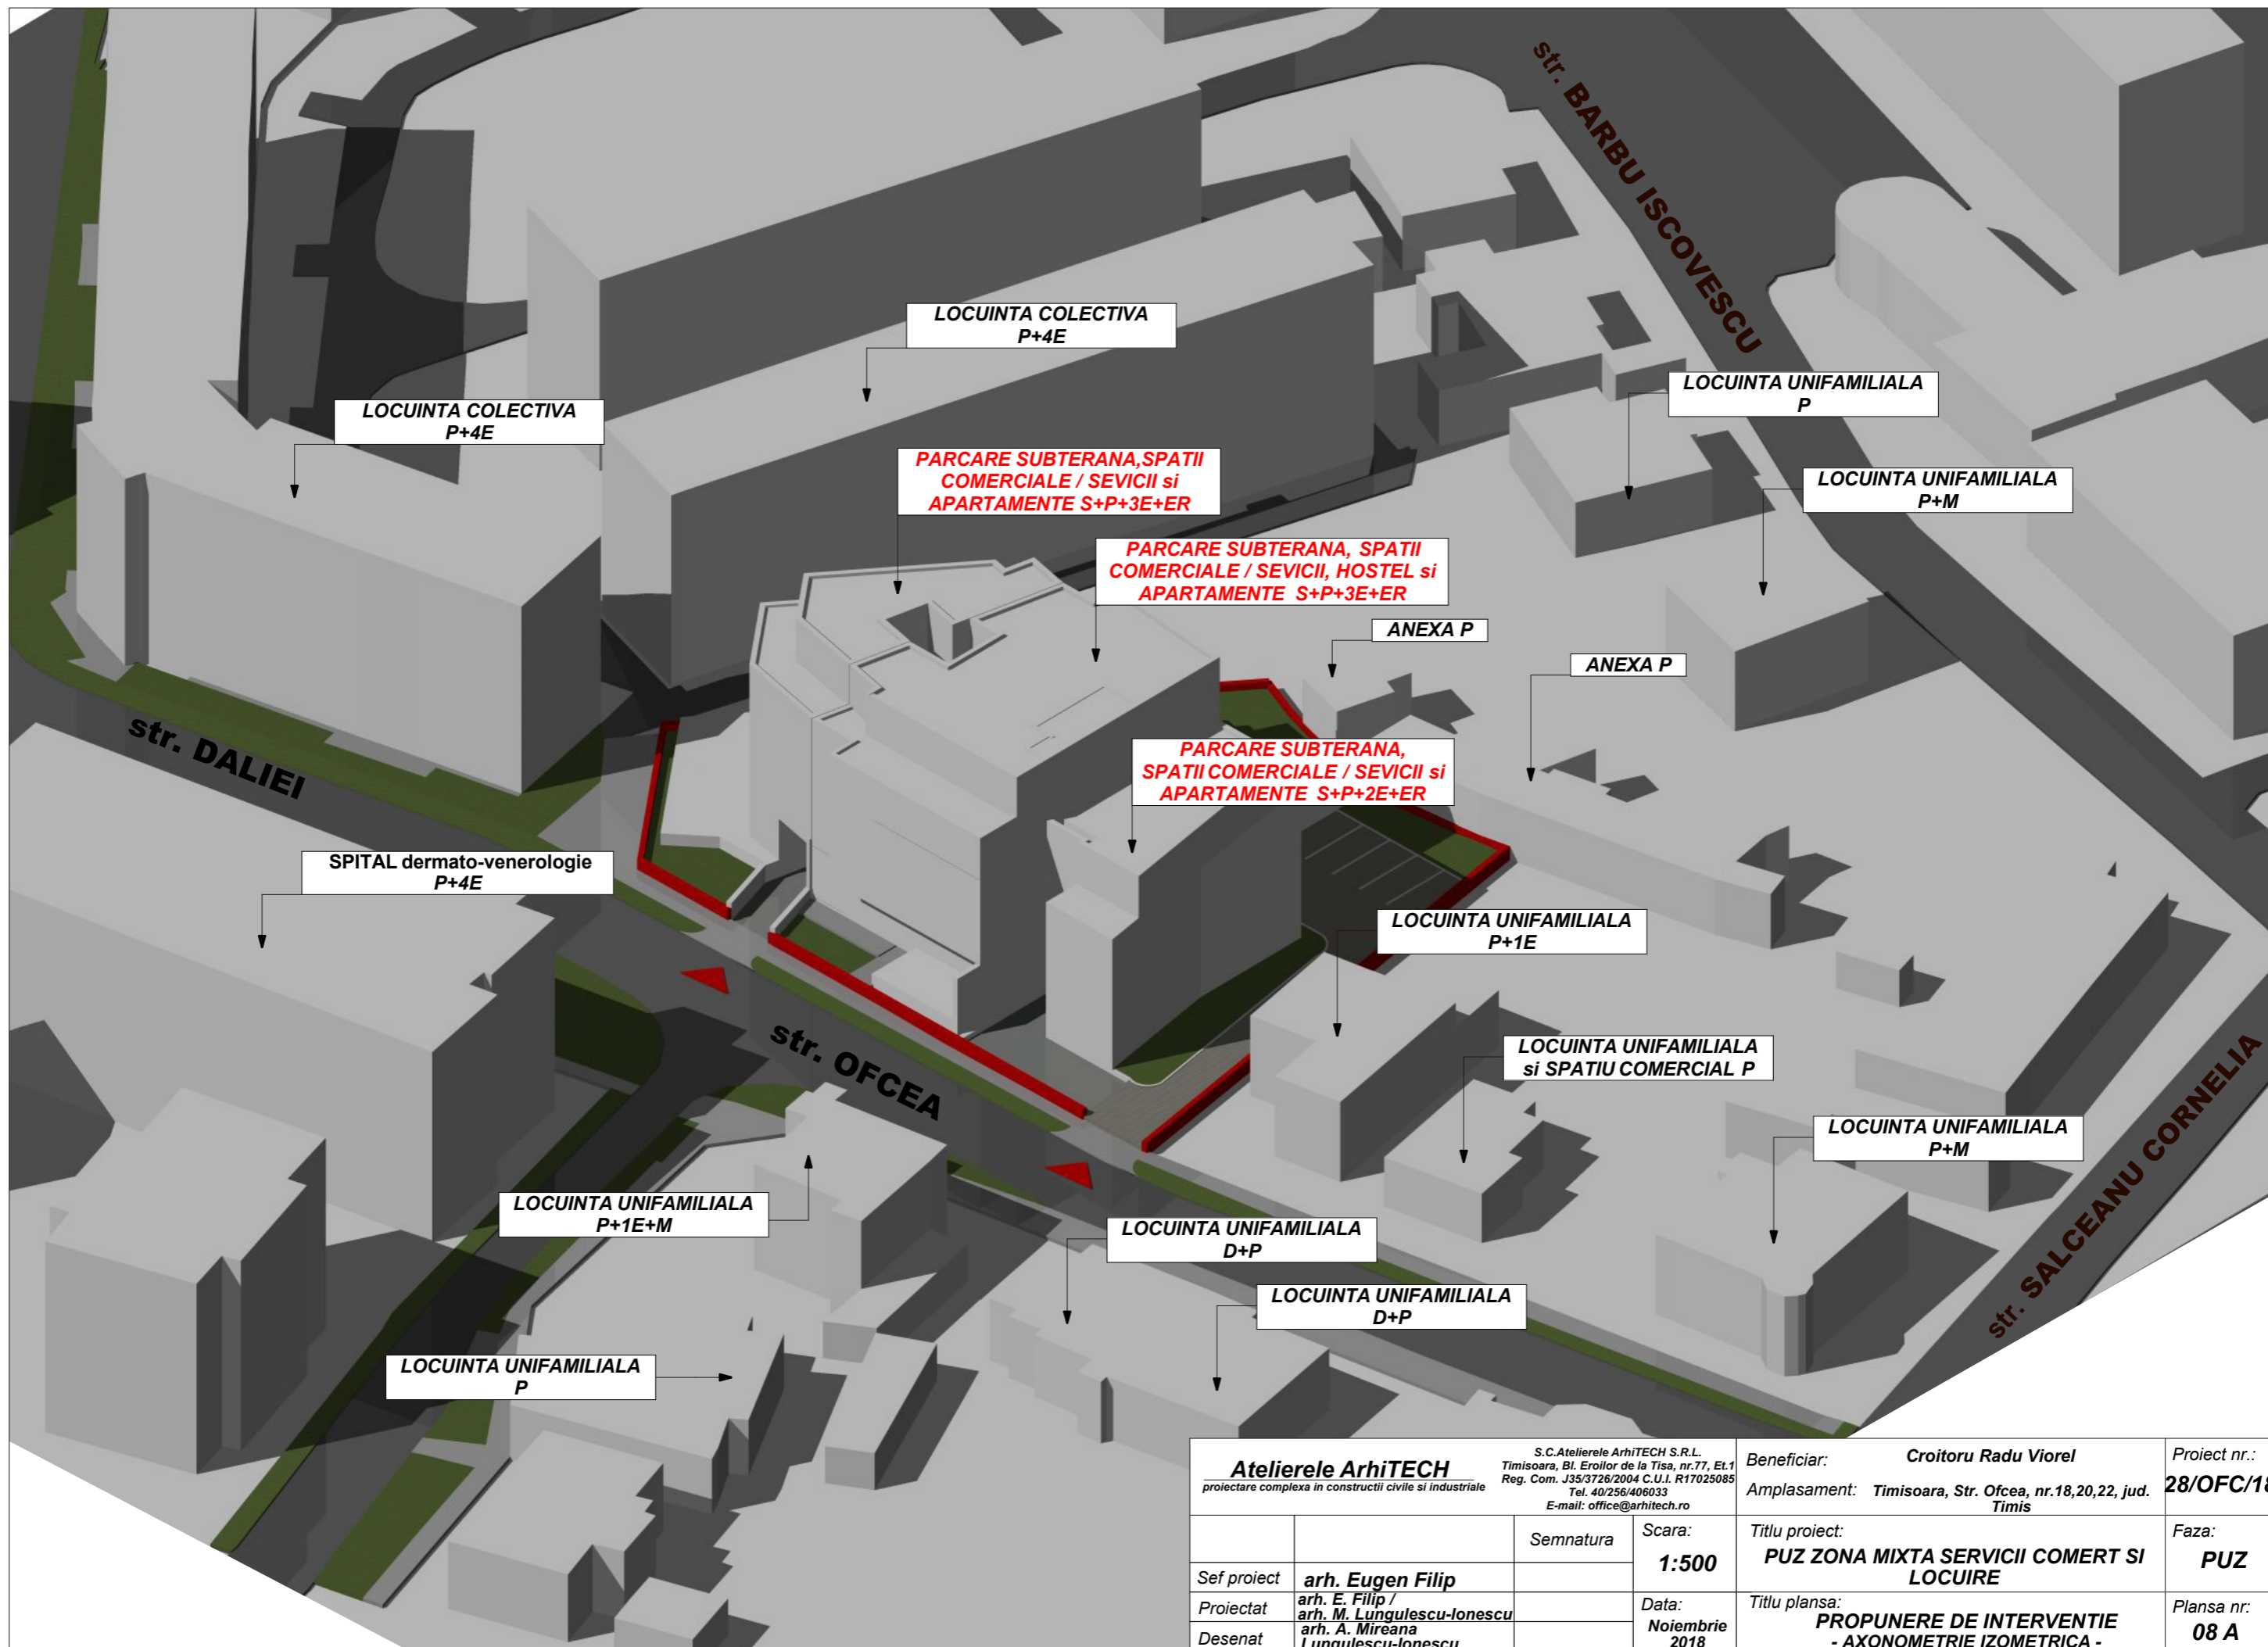 str. BARBU ISCOVESCU
LOCUINTA COLECTIVA
P+4E
LOCUINTA COLECTIVA
P+4E
LOCUINTA UNIFAMILIALA
P
PARCARE SUBTERANA,SPATII
COMERCIALE / SEVICII si
APARTAMENTE S+P+3E+ER
LOCUINTA UNIFAMILIALA
P+M
PARCARE SUBTERANA, SPATII
COMERCIALE / SEVICII, HOSTEL si
APARTAMENTE S+P+3E+ER
ANEXA P
ANEXA P
str. DALIEI
PARCARE SUBTERANA,
SPATII COMERCIALE / SEVICII si
APARTAMENTE S+P+2E+ER
SPITAL dermato-venerologie
P+4E
LOCUINTA UNIFAMILIALA
P+1E
str. OFCEA
LOCUINTA UNIFAMILIALA
si SPATIU COMERCIAL P
LOCUINTA UNIFAMILIALA
P+M
str. SALCEANU CORNELIA
LOCUINTA UNIFAMILIALA
P+1E+M
LOCUINTA UNIFAMILIALA
D+P
LOCUINTA UNIFAMILIALA
D+P
LOCUINTA UNIFAMILIALA
P
Atelierele ArhiTECH
proiectare complexa in constructii civile si industriale
S.C.Atelierele ArhiTECH S.R.L.
Timisoara, Bl. Eroilor de la Tisa, nr.77, Et.1
Reg. Com. J35/3726/2004 C.U.I. R17025085
Tel. 40/256/406033
E-mail: office@arhitech.ro
Beneficiar: Croitoru Radu Viorel
Amplasament: Timisoara, Str. Ofcea, nr.18,20,22, jud.
Timis
Proiect nr.:
28/OFC/18
Semnatura
Scara:
1:500
Titlu proiect:
PUZ ZONA MIXTA SERVICII COMERT SI
LOCUIRE
Faza:
PUZ
Sef proiect arh. Eugen Filip
Proiectat arh. E. Filip /
arh. M. Lungulescu-Ionescu
Desenat arh. A. Mireana
Lungulescu-Ionescu
Data:
Noiembrie
2018
Titlu plansa:
PROPUNERE DE INTERVENTIE
- AXONOMETRIE IZOMETRICA -
Plansa nr:
08 A